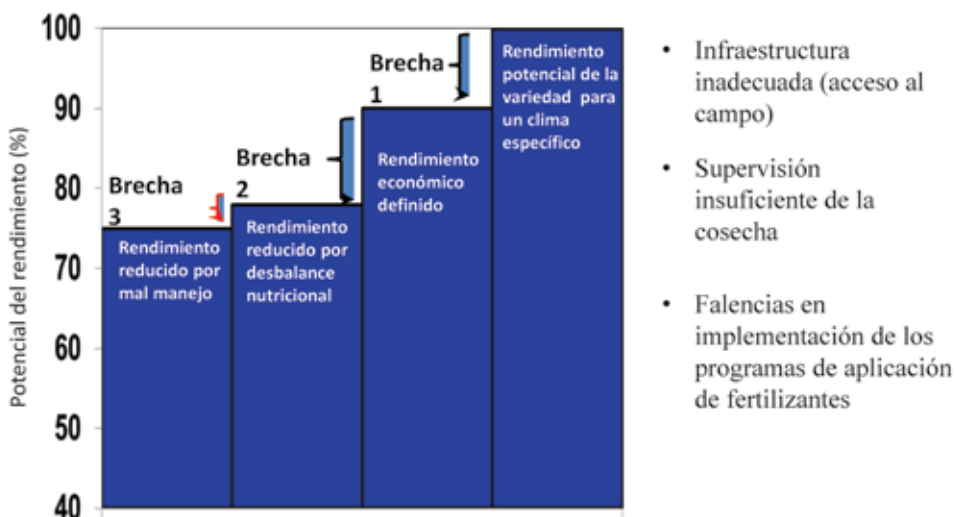 Potencial del rendimiento (%)
100
90
80
70
60
50
40
Brecha
3
Rendimiento
reducido por
mal manejo
Brecha
2
Rendimiento
reducido por
desbalance
nutricional
Brecha
1
Rendimiento
económico
definido
Rendimiento
potencial de la
variedad para
un clima
específico
• Infraestructura
inadecuada (acceso al
campo)
• Supervisión
insuficiente de la
cosecha
• Falencias en
implementación de los
programas de aplicación
de fertilizantes